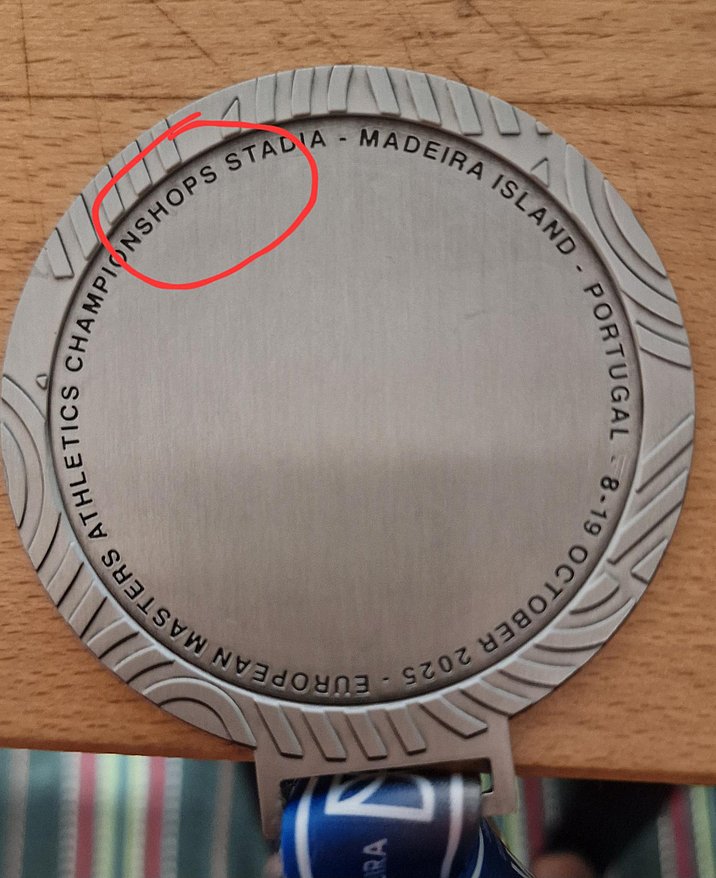 EUROPEAN MASTERS ATHLETICS CHAMPIONSHOPS STADIA - MADEIRA ISLAND - PORTUGAL - 8-19 OCTOBER 2025 -